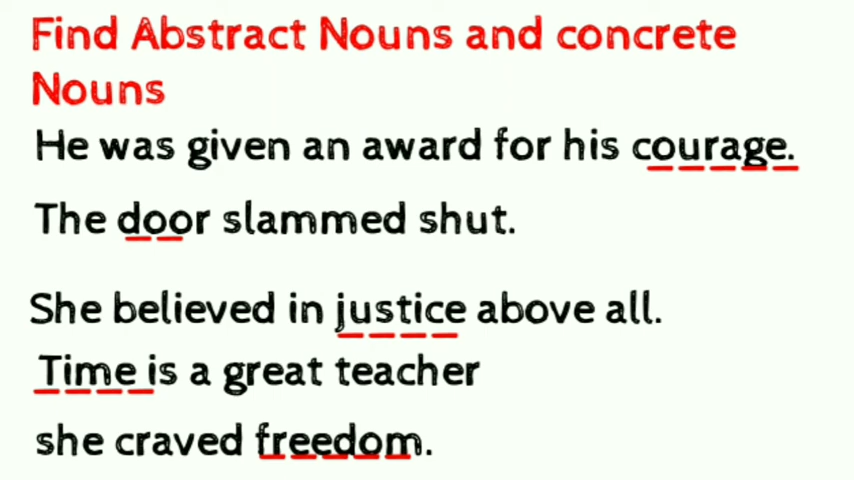 Find Abstract Nouns and concrete
Nouns
He was given an award for his courage.
The door slammed shut.
She believed in justice above all.
Time is a great teacher
she craved freedom.